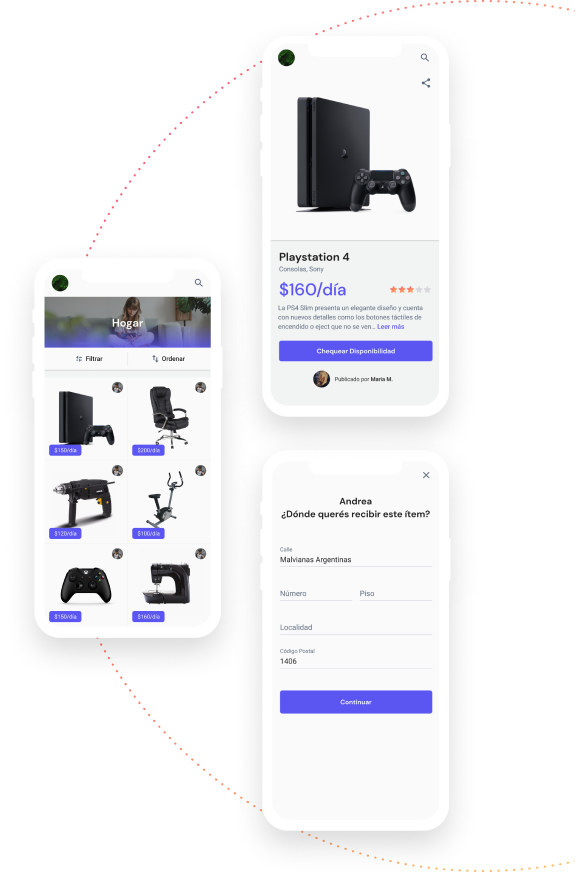 Hogar
Filtrar
Ordenar
$150/día
$200/día
$120/día
$100/día
$150/día
$160/día
Playstation 4
Consolas, Sony
$160/día
La PS4 Slim presenta un elegante diseño y cuenta
con nuevos detalles como los botones táctiles de
encendido o eject que no se ven... Leer más
Chequear Disponibilidad
Publicado por Maria M.
Andrea
¿Dónde querés recibir este ítem?
Calle
Malvianas Argentinas
Número
Piso
Localidad
Código Postal
1406
Continuar